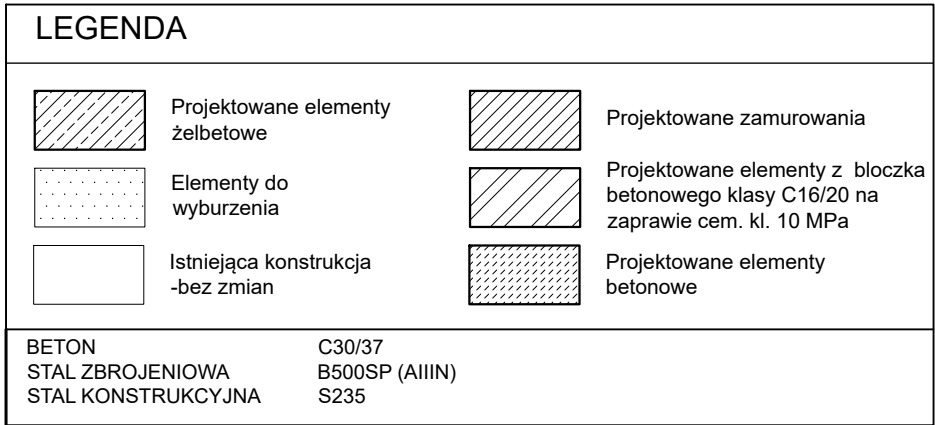 LEGENDA
Projektowane elementy
żelbetowe
Elementy do
wyburzenia
Istniejąca konstrukcja
-bez zmian
Projektowane zamurowania
Projektowane elementy z bloczka
betonowego klasy C16/20 na
zaprawie cem. kl. 10 MPa
Projektowane elementy
betonowe
BETON C30/37
STAL ZBROJENIOWA B500SP (AIIIN)
STAL KONSTRUKCYJNA S235